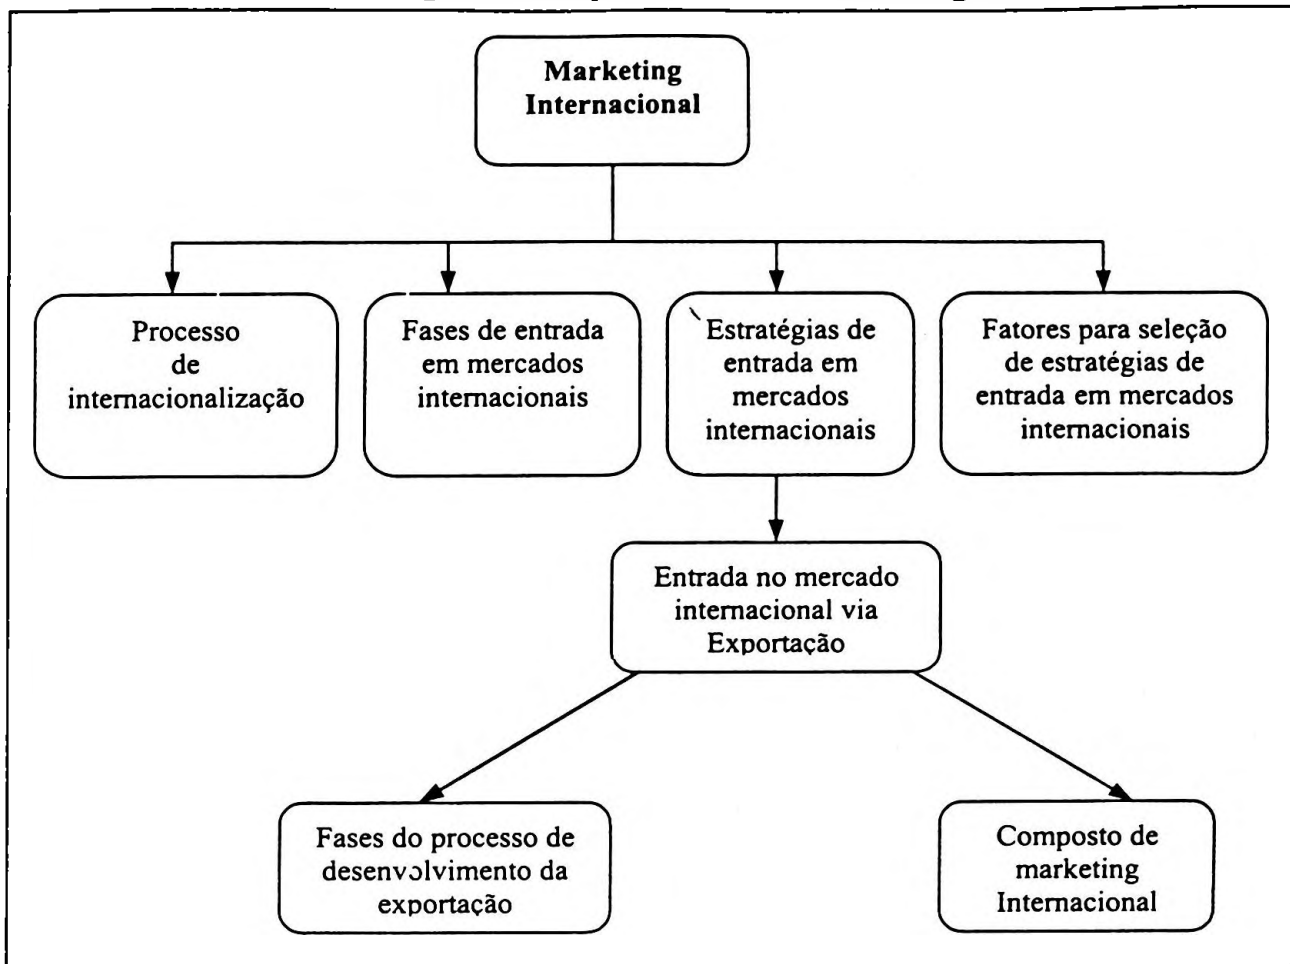 Marketing
Internacional
Processo
de
internacionalização
Fases de entrada
em mercados
internacionais
Estratégias de
entrada em
mercados
internacionais
Fatores para seleção
de estratégias de
entrada em mercados
internacionais
Entrada no mercado
internacional via
Exportação
Fases do processo de
desenvolvimento da
exportação
Composto de
marketing
Internacional